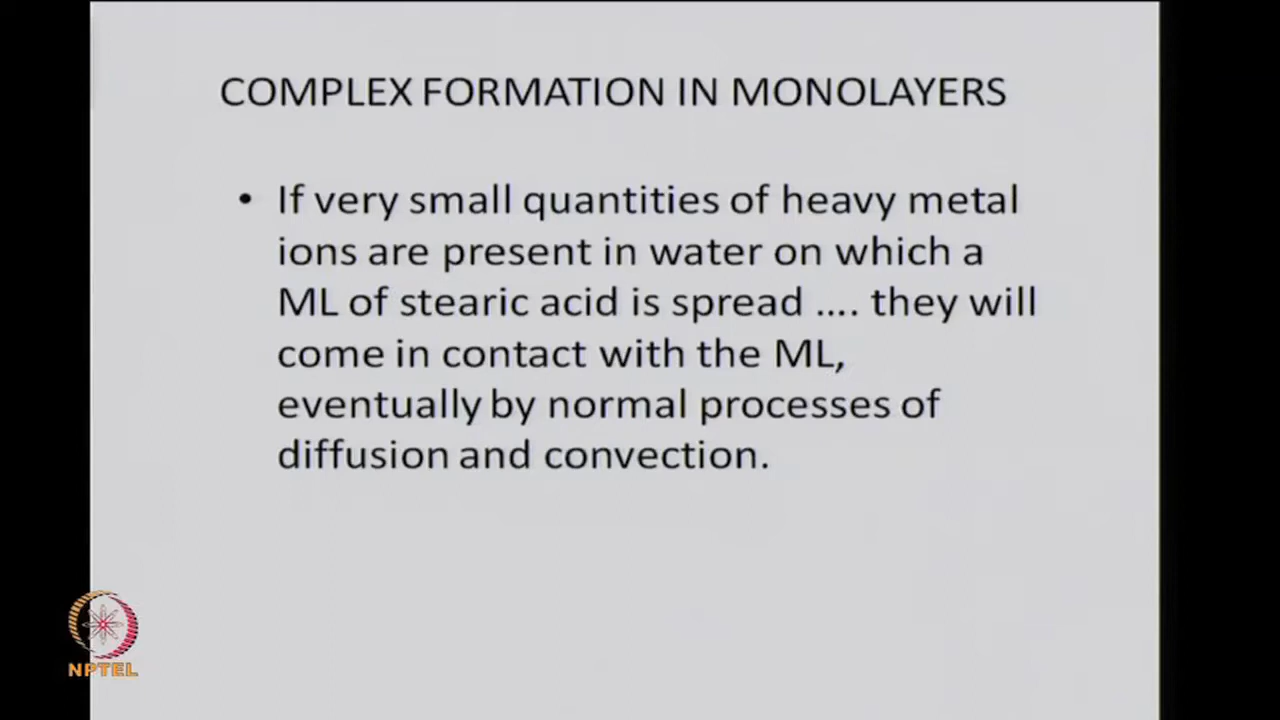 COMPLEX FORMATION IN MONOLAYERS
• If very small quantities of heavy metal
ions are present in water on which a
ML of stearic acid is spread .... they will
come in contact with the ML,
eventually by normal processes of
diffusion and convection.
NPTEL